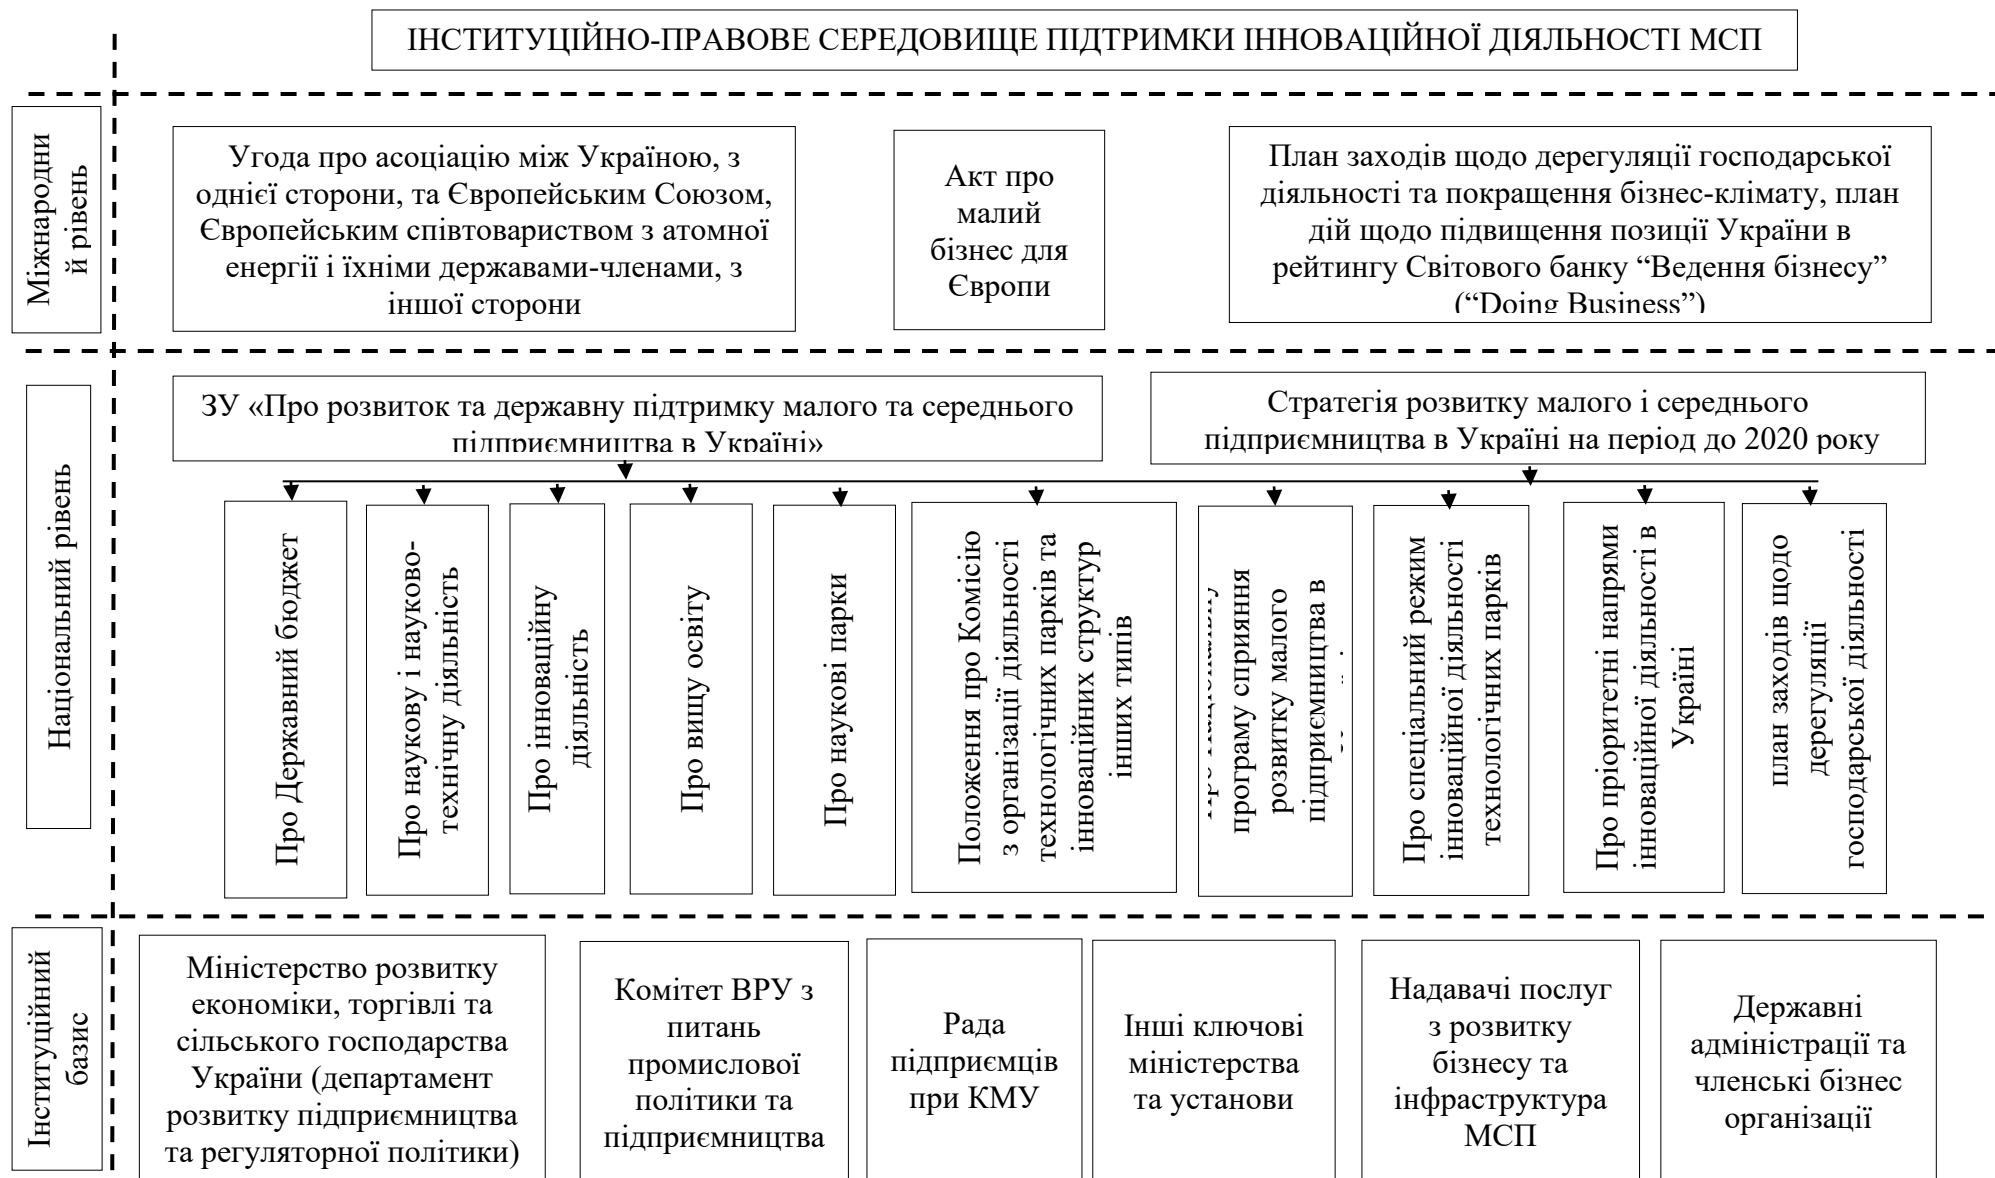 ІНСТИТУЦІЙНО-ПРАВОВЕ СЕРЕДОВИЩЕ ПІДТРИМКИ ІННОВАЦІЙНОЇ ДІЯЛЬНОСТІ МСП
Міжнародни
й рівень
Угода про асоціацію між Україною, з
однієї сторони, та Європейським Союзом,
Європейським співтовариством з атомної
енергії і їхніми державами-членами, з
іншої сторони
Акт про
малий
бізнес для
Європи
План заходів щодо дерегуляції господарської
діяльності та покращення бізнес-клімату, план
дій щодо підвищення позиції України в
рейтингу Світового банку “Ведення бізнесу”
(“Doing Business”)
Національний рівень
ЗУ «Про розвиток та державну підтримку малого та середнього
підприємництва в Україні»
Стратегія розвитку малого і середнього
підприємництва в Україні на період до 2020 року
Про Державний бюджет
Про наукову і науково-
технічну діяльність
Про інноваційну
діяльність
Про вищу освіту
Про наукові парки
Положення про Комісію
з організації діяльності
технологічних парків та
інноваційних структур
інших типів
Про Національну
програму сприяння
розвитку малого
підприємництва в
Про спеціальний режим
інноваційної діяльності
технологічних парків
Про пріоритетні напрями
інноваційної діяльності в
Україні
план заходів щодо
дерегуляції
господарської діяльності
Інституційний
базис
Міністерство розвитку
економіки, торгівлі та
сільського господарства
України (департамент
розвитку підприємництва
та регуляторної політики)
Комітет ВРУ з
питань
промислової
політики та
підприємництва
Рада
підприємців
при КМУ
Інші ключові
міністерства
та установи
Надавачі послуг
з розвитку
бізнесу та
інфраструктура
МСП
Державні
адміністрації та
членські бізнес
організації